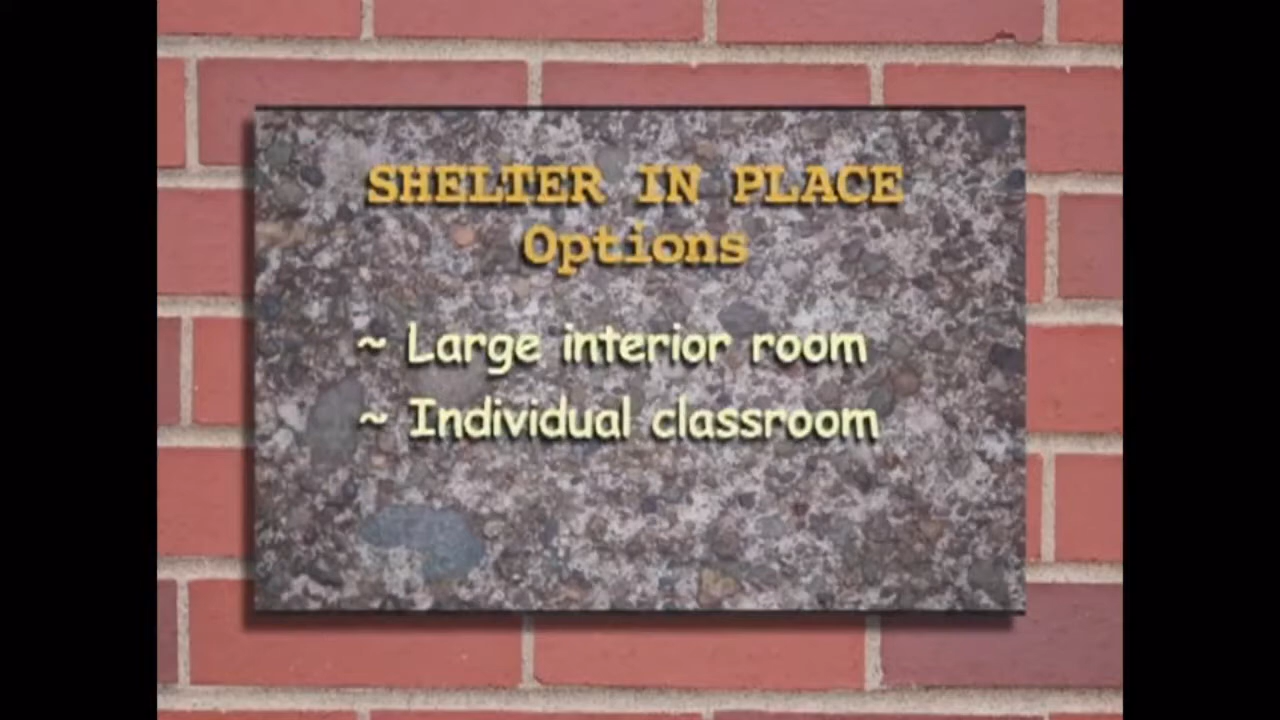 SHELTER IN PLACE
Options
~ Large interior room
~ Individual classroom